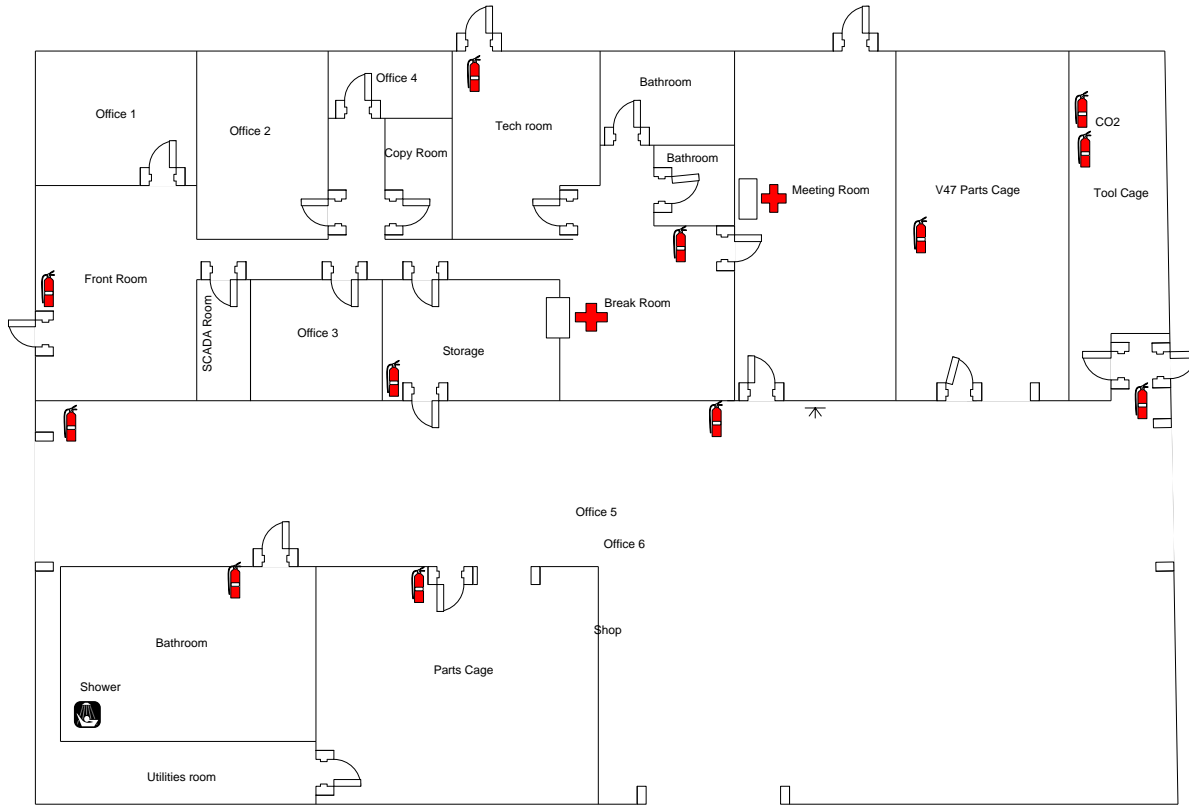 Office 4
Bathroom
Office 1
CO2
Office 2
Tech room
Copy Room
Bathroom
Meeting Room
V47 Parts Cage
Tool Cage
Front Room
Break Room
SCADA Room
Office 3
Storage
Office 5
Office 6
Shop
Bathroom
Parts Cage
Shower
Utilities room